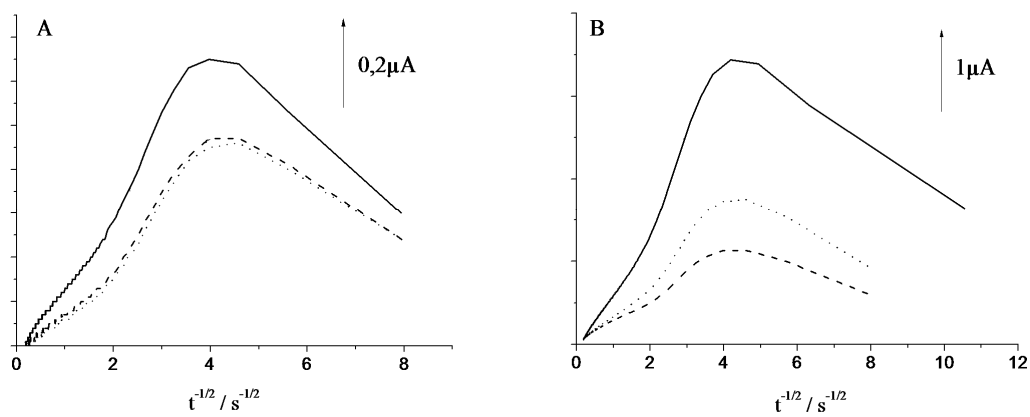 A
0,2µA
0 2 4 6 8
t⁻¹/² / s⁻¹/²
B
1µA
0 2 4 6 8 10 12
t⁻¹/² / s⁻¹/²